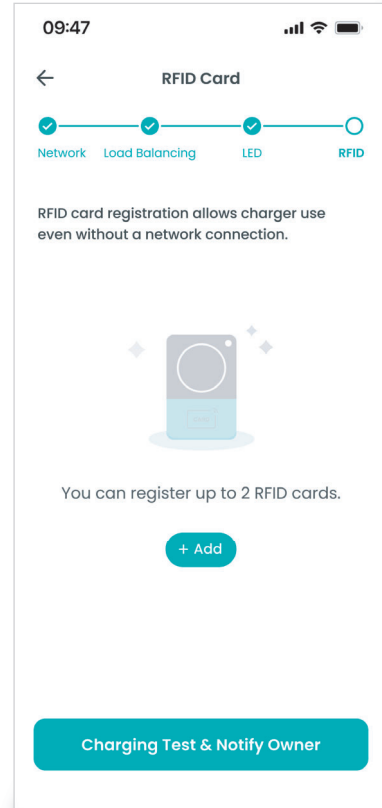 09:47
RFID Card
Network Load Balancing LED RFID
RFID card registration allows charger use
even without a network connection.
You can register up to 2 RFID cards.
+ Add
Charging Test & Notify Owner